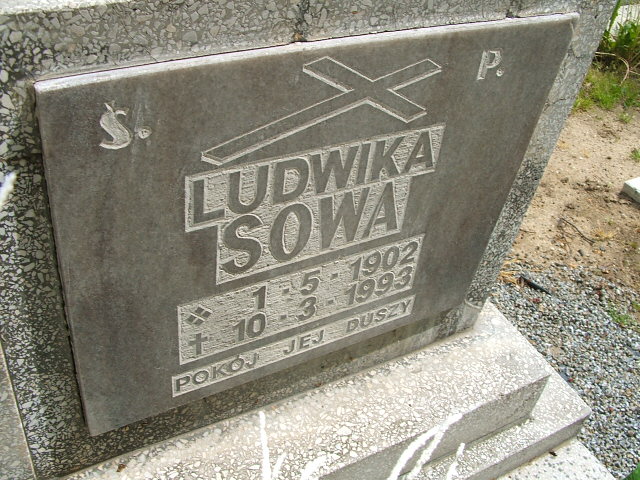 Ś. P.
LUDWIKA
SOWA
1-5-1902
✝ 10-3-1993
POKÓJ JEJ DUSZY